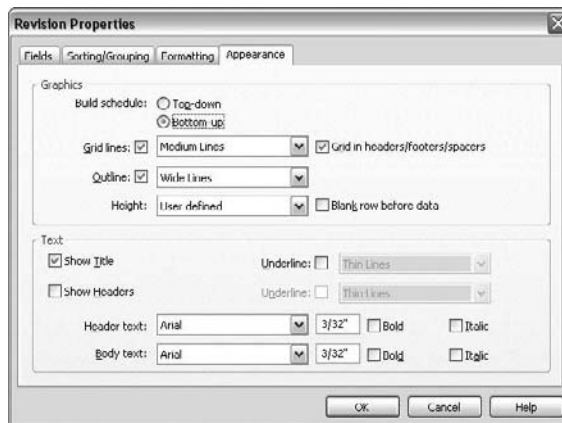 Revision Properties
Fields Sorting/Grouping Formatting Appearance
Graphics
Build schedule: Top-down
Bottom-up
Grid lines: Medium Lines Grid in headers/footers/spacers
Outline: Wide Lines
Height: User defined Blank row before data
Text
Show Title Underline: Thin Lines
Show Headers Underline: Thin Lines
Header text: Arial 3/32" Bold Italic
Body text: Arial 3/32" Bold Italic
OK Cancel Help